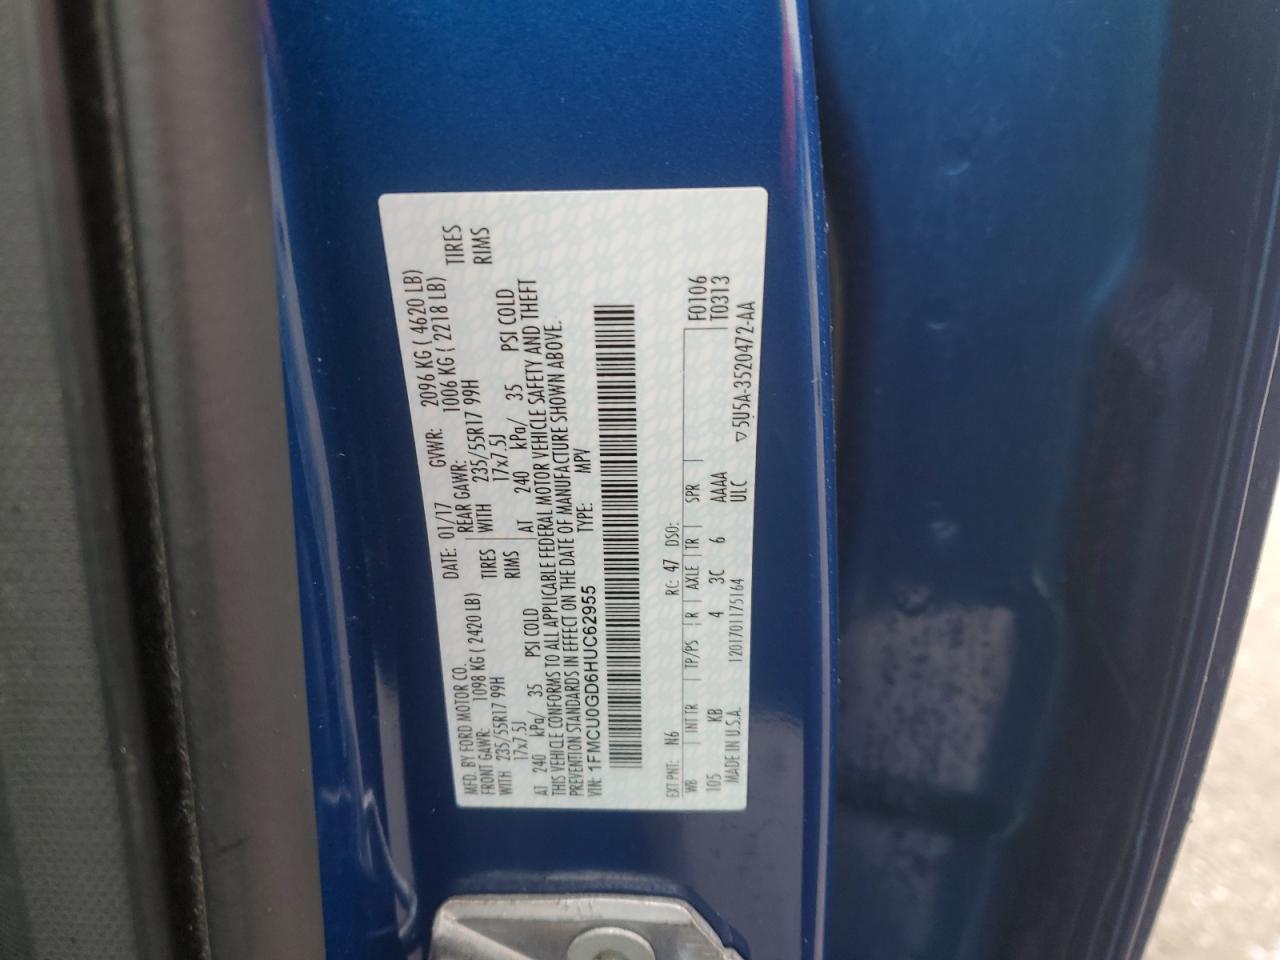 MFD. BY FORD MOTOR CO.
DATE: 01/17 GVWR: 2096 KG ( 4620 LB)
FRONT GAWR: 1098 KG ( 2420 LB) REAR GAWR: 1006 KG ( 2218 LB)
WITH 235/55R17 99H TIRES WITH 235/55R17 99H TIRES
17x7.5J RIMS 17x7.5J RIMS
AT 240 kPa/ 35 PSI COLD AT 240 kPa/ 35 PSI COLD
THIS VEHICLE CONFORMS TO ALL APPLICABLE FEDERAL MOTOR VEHICLE SAFETY AND THEFT
PREVENTION STANDARDS IN EFFECT ON THE DATE OF MANUFACTURE SHOWN ABOVE.
VIN: 1FMCU0GD6HUC62955 TYPE: MPV
EXT PNT: N6 RC: 47 DSO: F0106
WB INT TR TP/PS R AXLE TR SPR T0313
105 KB 4 3C 6 AAAA
MADE IN U.S.A. 1201701175164 ULC ▽5U5A-3520472-AA